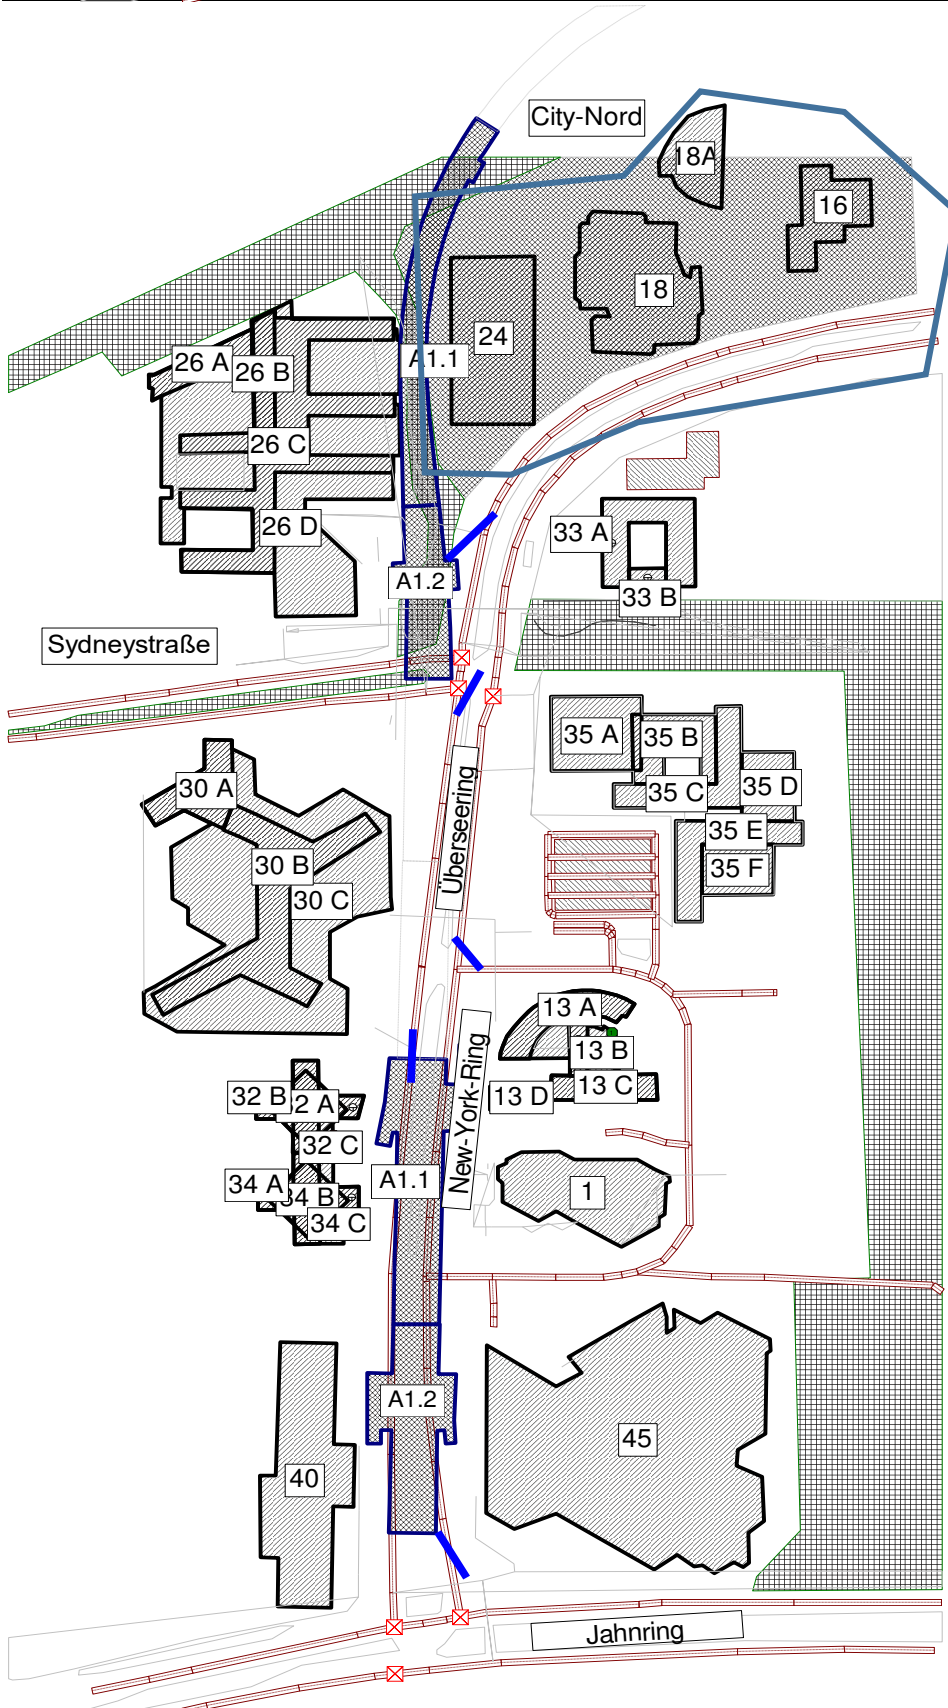 City-Nord
18A
16
18
24
A1.1
26 A
26 B
26 C
26 D
33 A
A1.2
33 B
Sydneystraße
35 A
35 B
35 C
35 D
30 A
Überseering
35 E
35 F
30 B
30 C
13 A
13 B
13 C
13 D
New-York-Ring
32 B
32 A
32 C
A1.1
34 A
34 B
34 C
1
A1.2
45
40
Jahnring